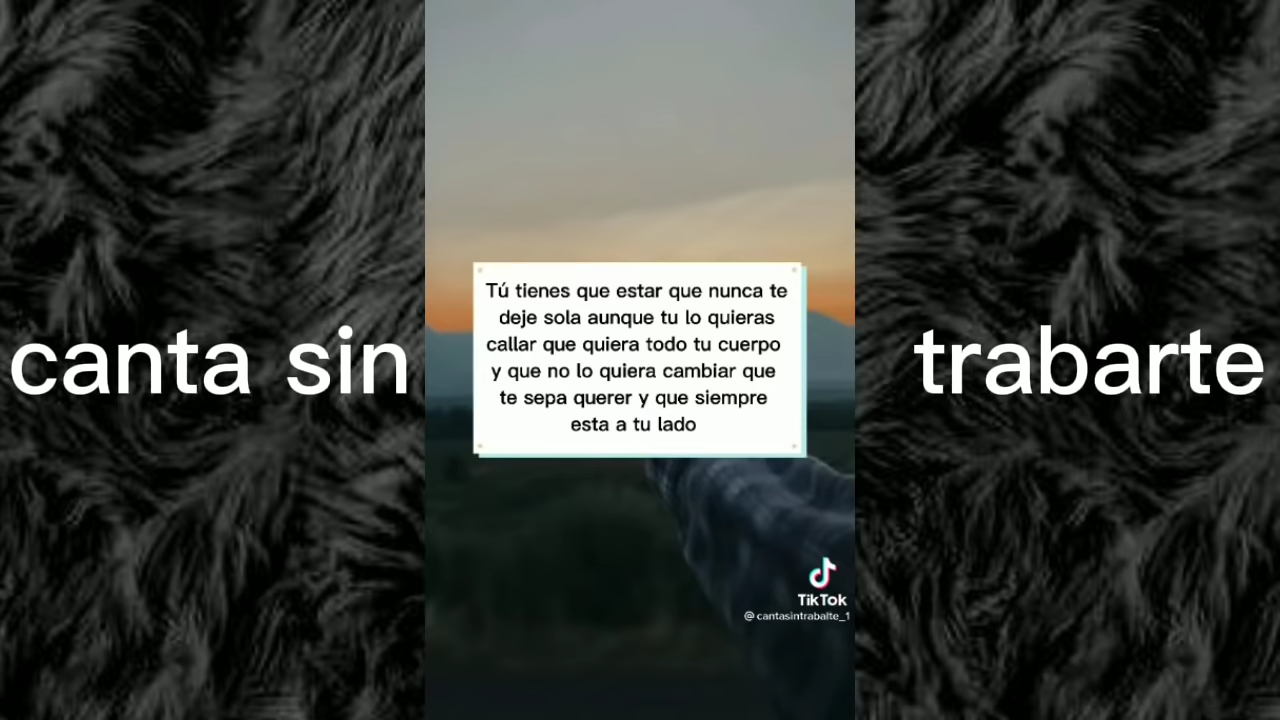 canta sin
trabarte
Tú tienes que estar que nunca te
deje sola aunque tu lo quieras
callar que quiera todo tu cuerpo
y que no lo quiera cambiar que
te sepa querer y que siempre
esta a tu lado
TikTok
@cantasintrabalte_1